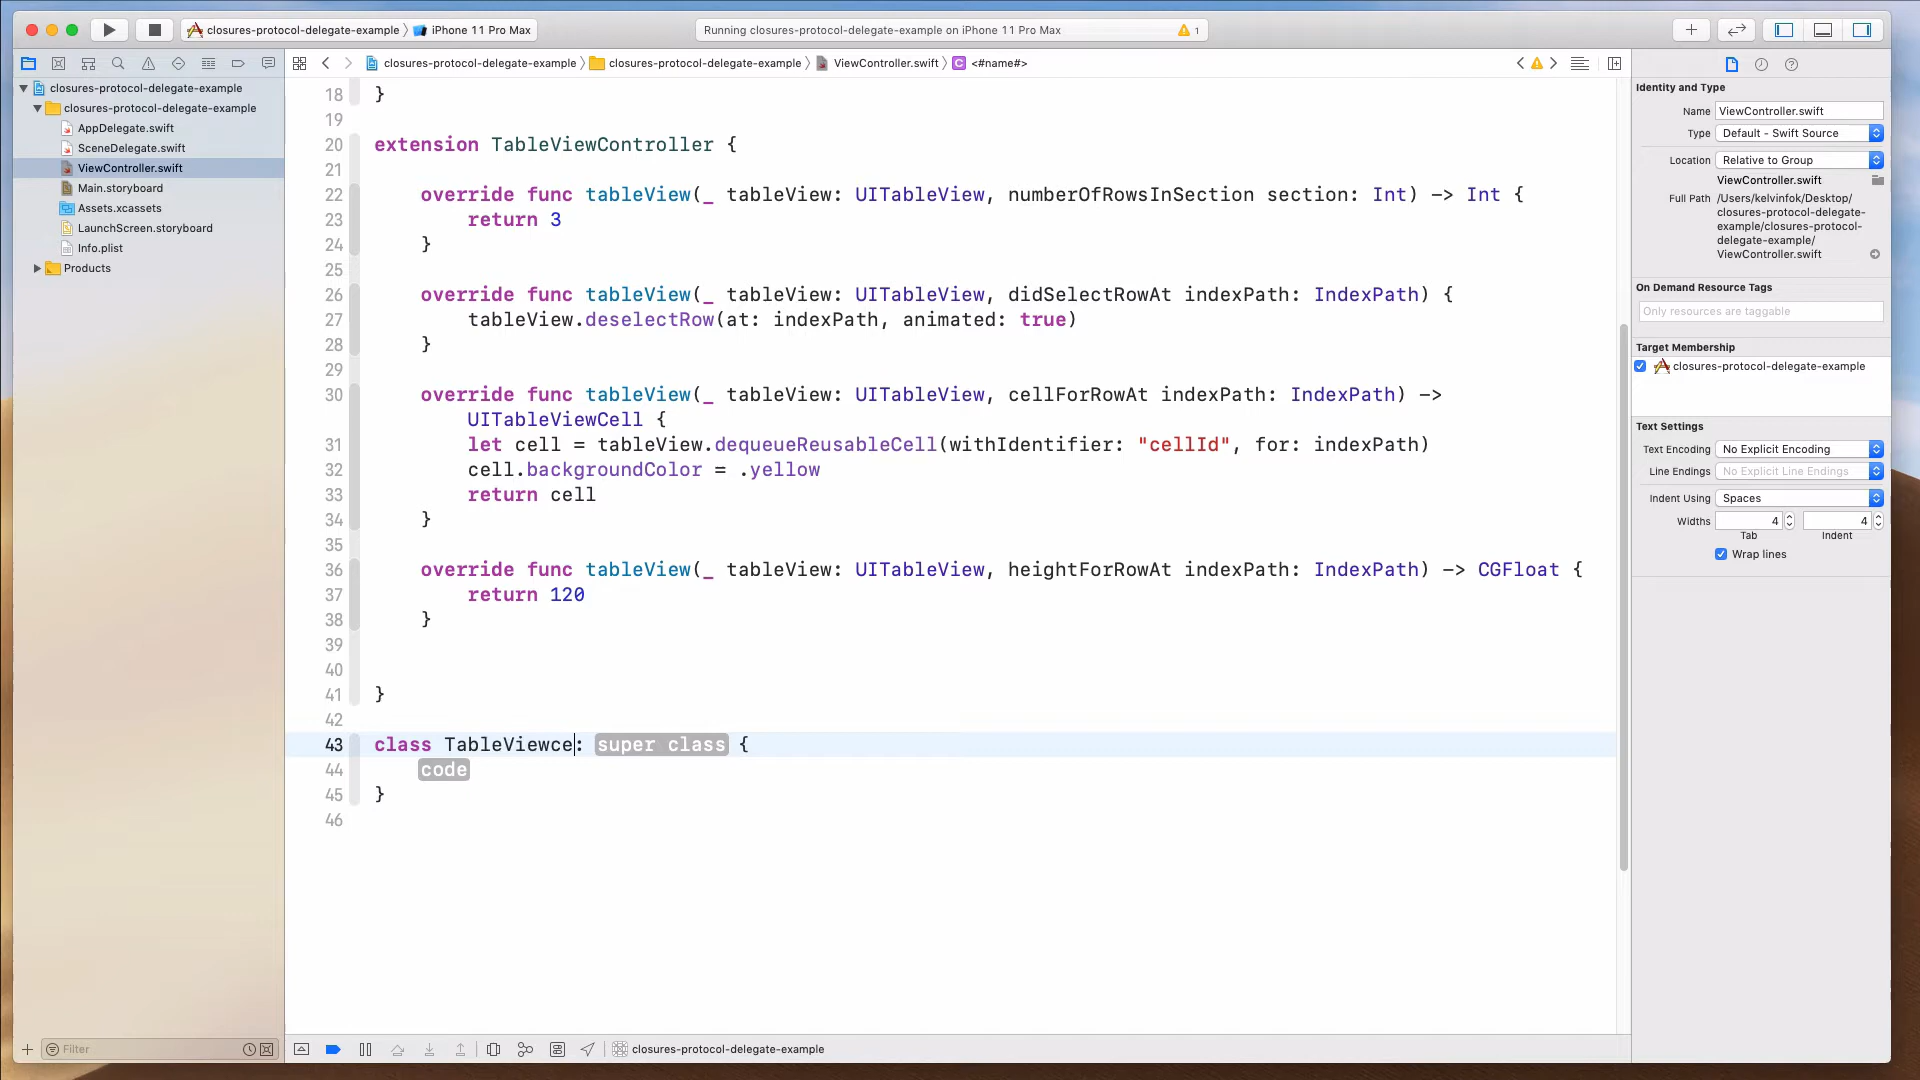 closures-protocol-delegate-example 〉 iPhone 11 Pro Max
Running closures-protocol-delegate-example on iPhone 11 Pro Max
1
closures-protocol-delegate-example 〉 closures-protocol-delegate-example 〉 ViewController.swift 〉 C <#name#>
closures-protocol-delegate-example
closures-protocol-delegate-example
AppDelegate.swift
SceneDelegate.swift
ViewController.swift
Main.storyboard
Assets.xcassets
LaunchScreen.storyboard
Info.plist
Products
Filter
18 }
19
20 extension TableViewController {
21
22 override func tableView(_ tableView: UITableView, numberOfRowsInSection section: Int) -> Int {
23 return 3
24 }
25
26 override func tableView(_ tableView: UITableView, didSelectRowAt indexPath: IndexPath) {
27 tableView.deselectRow(at: indexPath, animated: true)
28 }
29
30 override func tableView(_ tableView: UITableView, cellForRowAt indexPath: IndexPath) ->
UITableViewCell {
31 let cell = tableView.dequeueReusableCell(withIdentifier: "cellId", for: indexPath)
32 cell.backgroundColor = .yellow
33 return cell
34 }
35
36 override func tableView(_ tableView: UITableView, heightForRowAt indexPath: IndexPath) -> CGFloat {
37 return 120
38 }
39
40
41 }
42
43 class TableViewce: super class {
44 code
45 }
46
closures-protocol-delegate-example
Identity and Type
Name ViewController.swift
Type Default - Swift Source
Location Relative to Group
ViewController.swift
Full Path /Users/kelvinfok/Desktop/
closures-protocol-delegate-
example/closures-protocol-
delegate-example/
ViewController.swift
On Demand Resource Tags
Only resources are taggable
Target Membership
closures-protocol-delegate-example
Text Settings
Text Encoding No Explicit Encoding
Line Endings No Explicit Line Endings
Indent Using Spaces
Widths 4 4
Tab Indent
Wrap lines